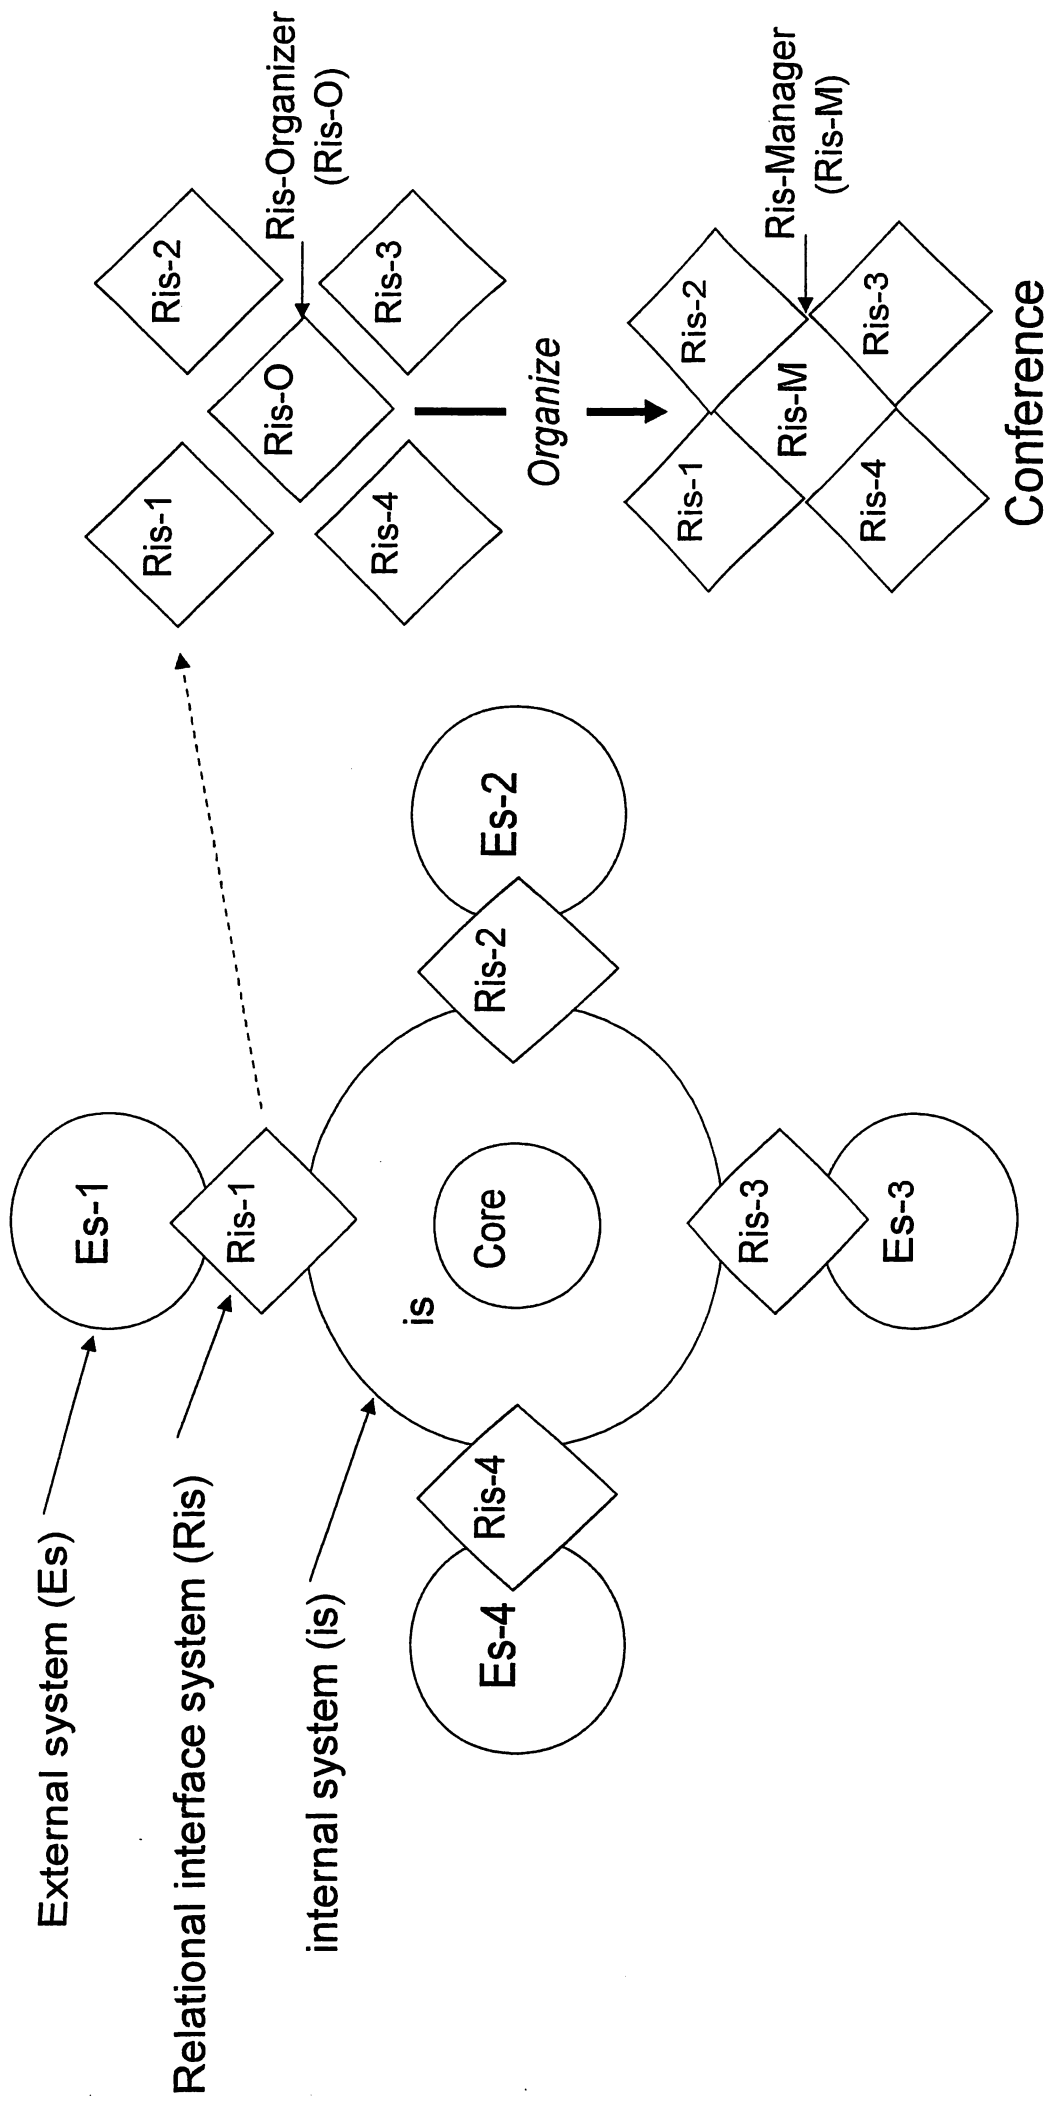 External system (Es)
Relational interface system (Ris)
internal system (is)
Es-1
Ris-1
is
Core
Es-4
Ris-4
Ris-2
Es-2
Ris-3
Es-3
Ris-1
Ris-2
Ris-O
Ris-4
Ris-3
Ris-Organizer
(Ris-O)
Organize
Ris-1
Ris-2
Ris-M
Ris-4
Ris-3
Ris-Manager
(Ris-M)
Conference